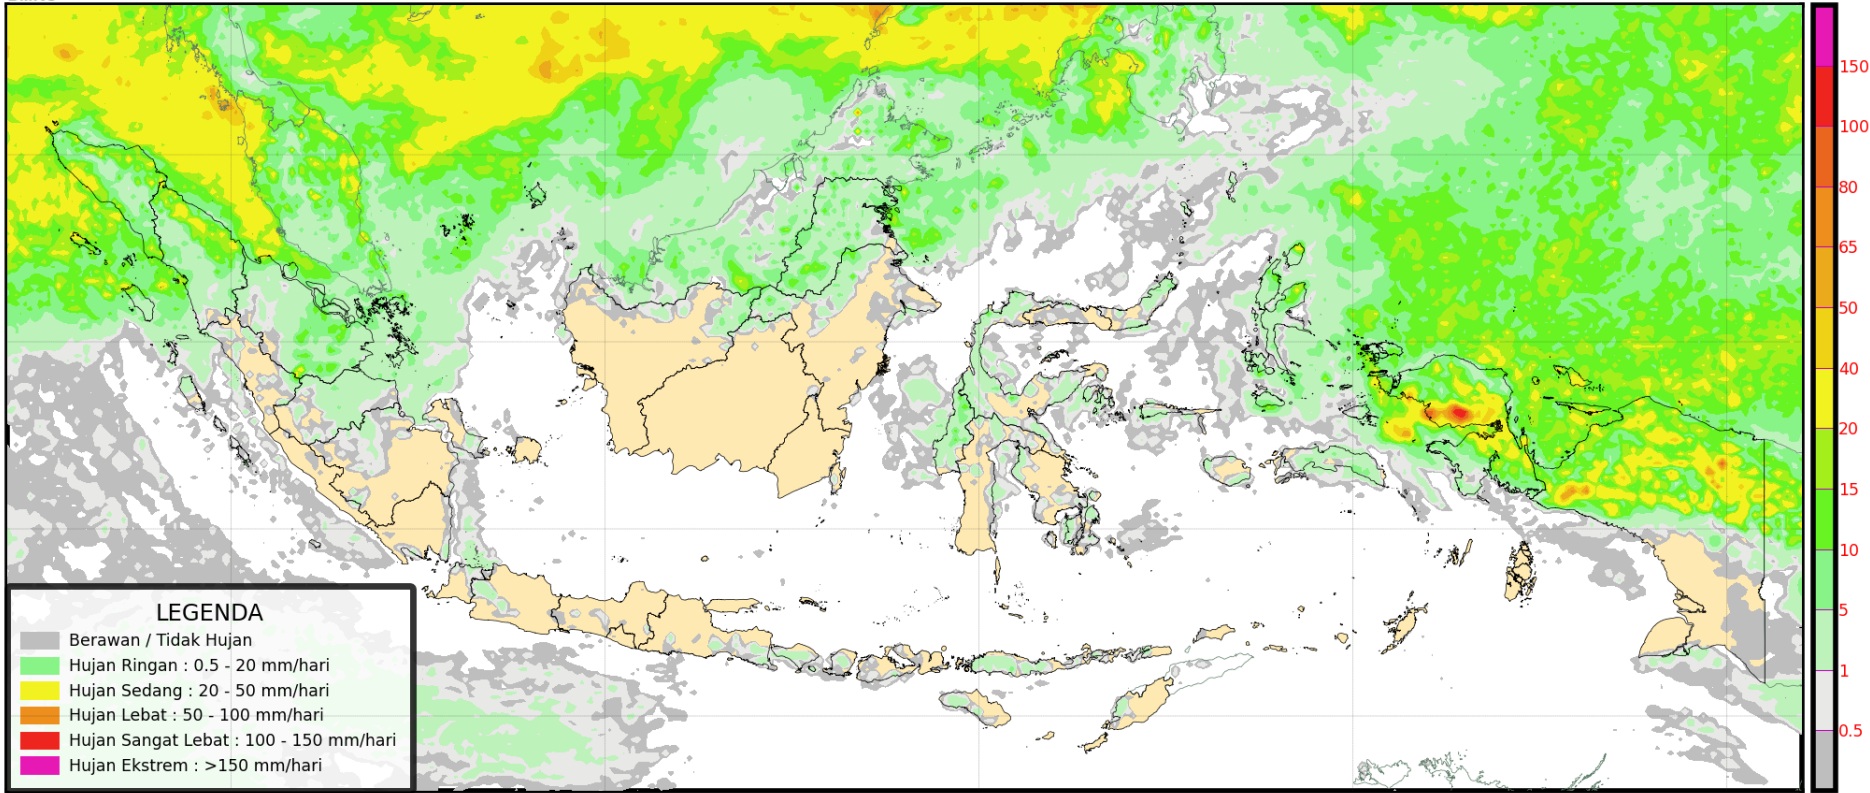 LEGENDA
Berawan / Tidak Hujan
Hujan Ringan : 0.5 - 20 mm/hari
Hujan Sedang : 20 - 50 mm/hari
Hujan Lebat : 50 - 100 mm/hari
Hujan Sangat Lebat : 100 - 150 mm/hari
Hujan Ekstrem : >150 mm/hari
150
100
80
65
50
40
20
15
10
5
1
0.5